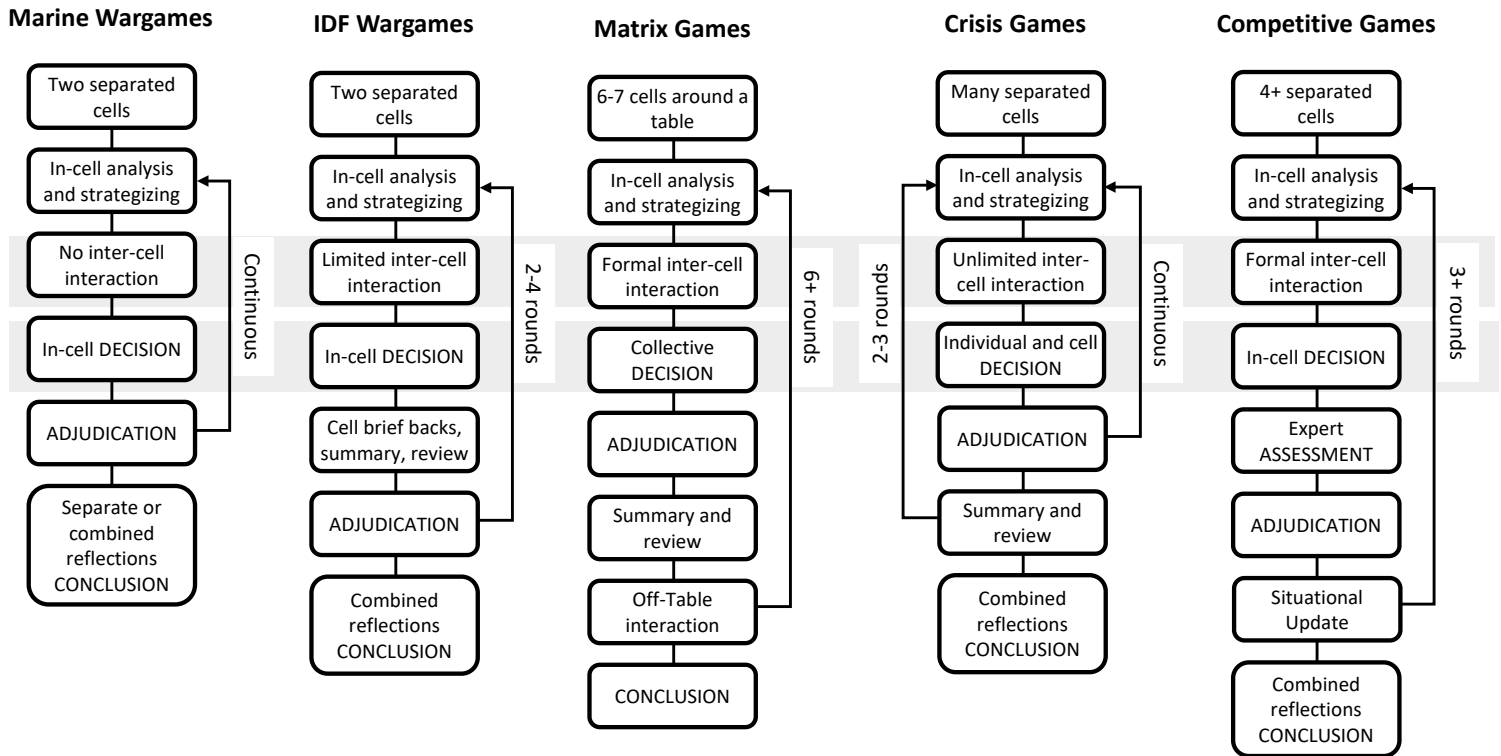 Marine Wargames
Two separated
cells
In-cell analysis
and strategizing
No inter-cell
interaction
In-cell DECISION
ADJUDICATION
Separate or
combined
reflections
CONCLUSION
Continuous
IDF Wargames
Two separated
cells
In-cell analysis
and strategizing
Limited inter-cell
interaction
In-cell DECISION
Cell brief backs,
summary, review
ADJUDICATION
Combined
reflections
CONCLUSION
2-4 rounds
Matrix Games
6-7 cells around a
table
In-cell analysis
and strategizing
Formal inter-cell
interaction
Collective
DECISION
ADJUDICATION
Summary and
review
Off-Table
interaction
CONCLUSION
6+ rounds
Crisis Games
Many separated
cells
In-cell analysis
and strategizing
Unlimited inter-
cell interaction
Individual and cell
DECISION
ADJUDICATION
Summary and
review
Combined
reflections
CONCLUSION
2-3 rounds
Continuous
Competitive Games
4+ separated
cells
In-cell analysis
and strategizing
Formal inter-cell
interaction
In-cell DECISION
Expert
ASSESSMENT
ADJUDICATION
Situational
Update
Combined
reflections
CONCLUSION
3+ rounds